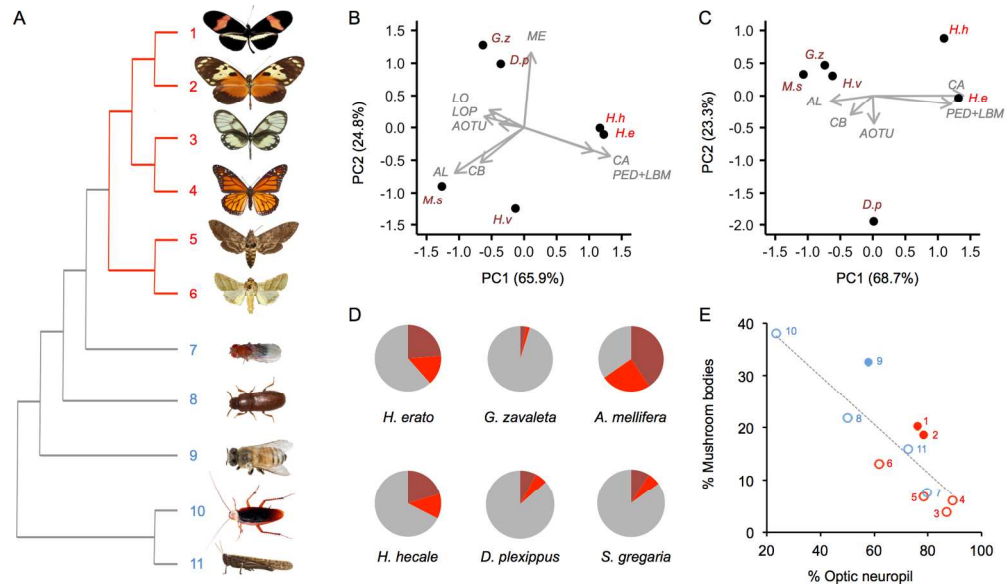 A
1
2
3
4
5
6
7
8
9
10
11
B
PC2 (24.8%)
1.5
1.0
0.5
0.0
-0.5
-1.0
-1.5
-1.5 -1.0 -0.5 0.0 0.5 1.0 1.5
PC1 (65.9%)
G.z
ME
D.p
LO
LOP
AOTU
H.h
H.e
AL
CB
CA
PED+LBM
M.s
H.v
C
PC2 (23.3%)
1.0
0.5
0.0
-0.5
-1.0
-1.5
-2.0
-1.5 -1.0 -0.5 0.0 0.5 1.0 1.5
PC1 (68.7%)
H.h
G.z
M.s
H.v
CA
H.e
AL
PED+LBM
CB
AOTU
D.p
D
H. erato
G. zavaleta
A. mellifera
H. hecale
D. plexippus
S. gregaria
E
% Mushroom bodies
40
30
20
10
0
20 40 60 80 100
% Optic neuropil
10
9
8
1
2
11
6
7
5
4
3